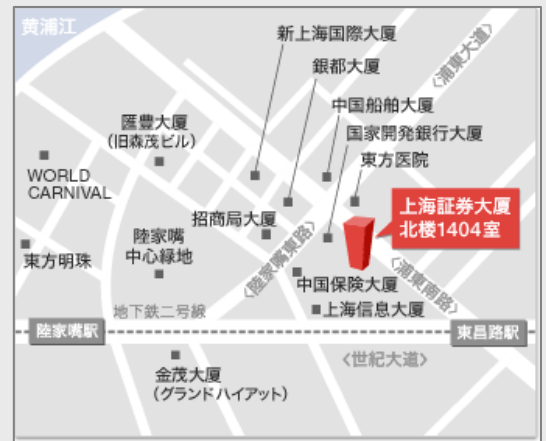 黄浦江
新上海国際大厦
銀都大厦
〈浦東大道〉
中国船舶大厦
匯豊大厦
(旧森茂ビル)
国家開発銀行大厦
東方医院
WORLD
CARNIVAL
上海証券大厦
北楼1404室
招商局大厦
陸家嘴
中心緑地
東方明珠
〈陸家嘴東路〉
〈浦東南路〉
中国保険大厦
上海信息大厦
地下鉄二号線
陸家嘴駅
東昌路駅
〈世紀大道〉
金茂大厦
(グランドハイアット)